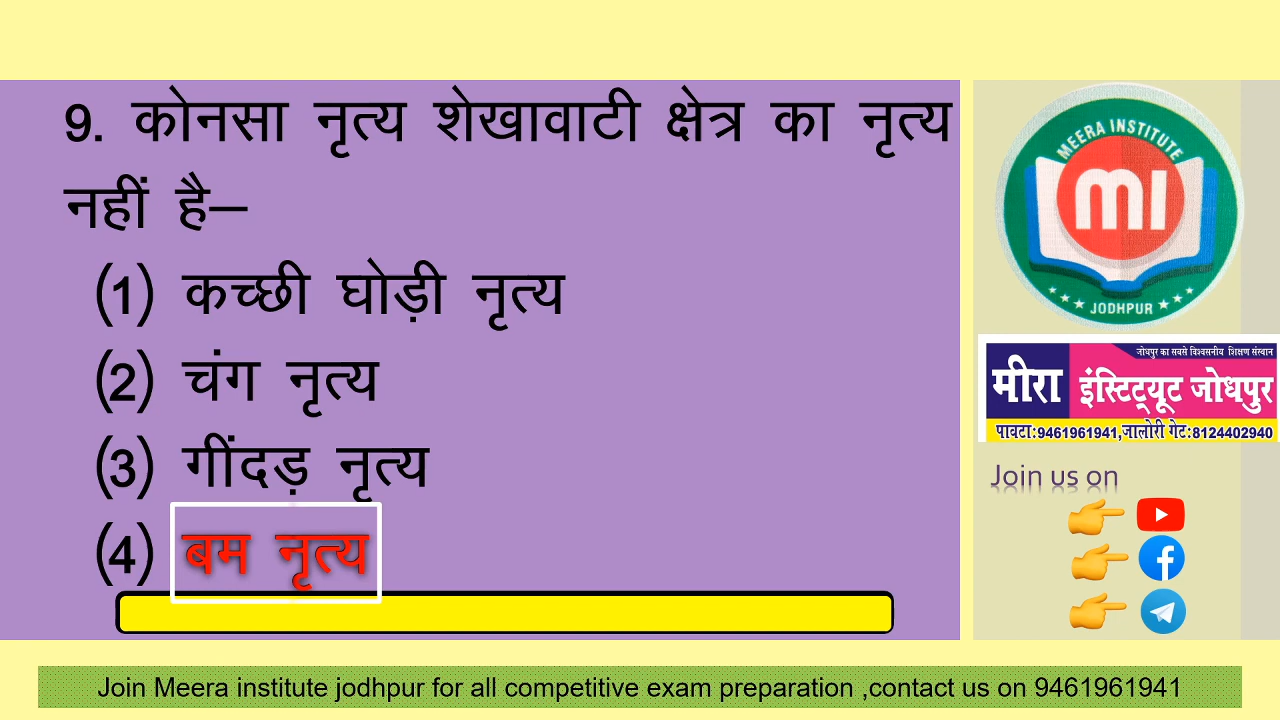 9. कोनसा नृत्य शेखावाटी क्षेत्र का नृत्य
नहीं है–
(1) कच्छी घोड़ी नृत्य
(2) चंग नृत्य
(3) गींदड़ नृत्य
(4) बम नृत्य
MEERA INSTITUTE
mI
★ ★ ★ JODHPUR ★ ★ ★
जोधपुर का सबसे विश्वसनीय शिक्षण संस्थान
मीरा इंस्टिट्यूट जोधपुर
पावटा:9461961941,जालोरी गेट:8124402940
Join us on
Join Meera institute jodhpur for all competitive exam preparation ,contact us on 9461961941